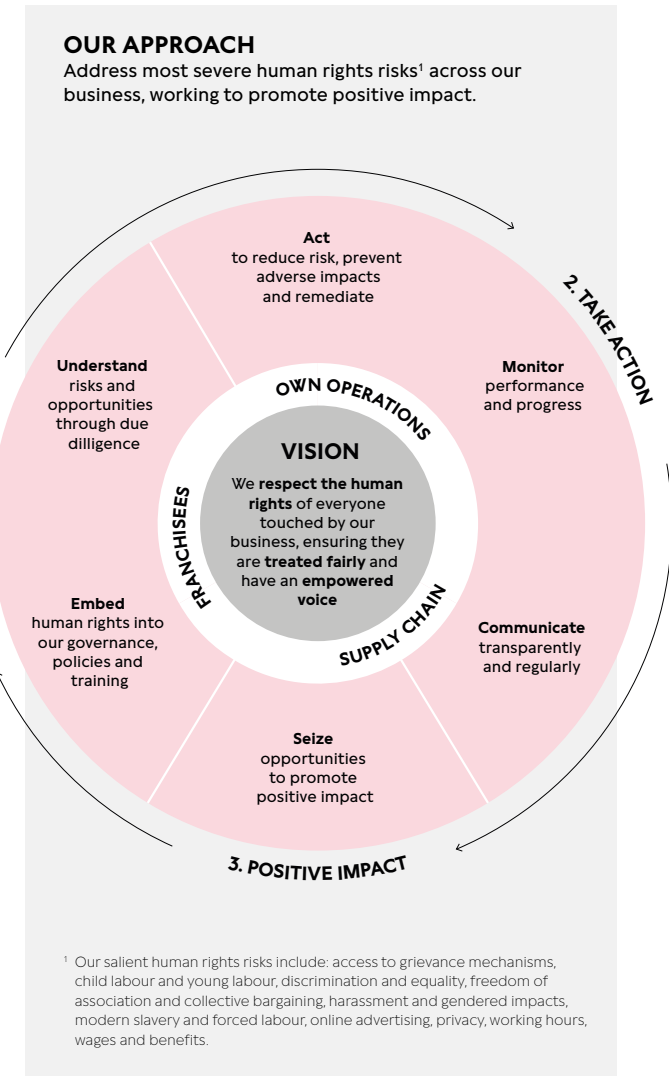 OUR APPROACH
Address most severe human rights risks¹ across our
business, working to promote positive impact.
Act
to reduce risk, prevent
adverse impacts
and remediate
2. TAKE ACTION
Monitor
performance
and progress
Understand
risks and
opportunities
through due
dilligence
OWN OPERATIONS
FRANCHISEES
SUPPLY CHAIN
VISION
We respect the human
rights of everyone
touched by our
business, ensuring they
are treated fairly and
have an empowered
voice
Embed
human rights into
our governance,
policies and
training
Communicate
transparently
and regularly
Seize
opportunities
to promote
positive impact
3. POSITIVE IMPACT
¹ Our salient human rights risks include: access to grievance mechanisms,
child labour and young labour, discrimination and equality, freedom of
association and collective bargaining, harassment and gendered impacts,
modern slavery and forced labour, online advertising, privacy, working hours,
wages and benefits.